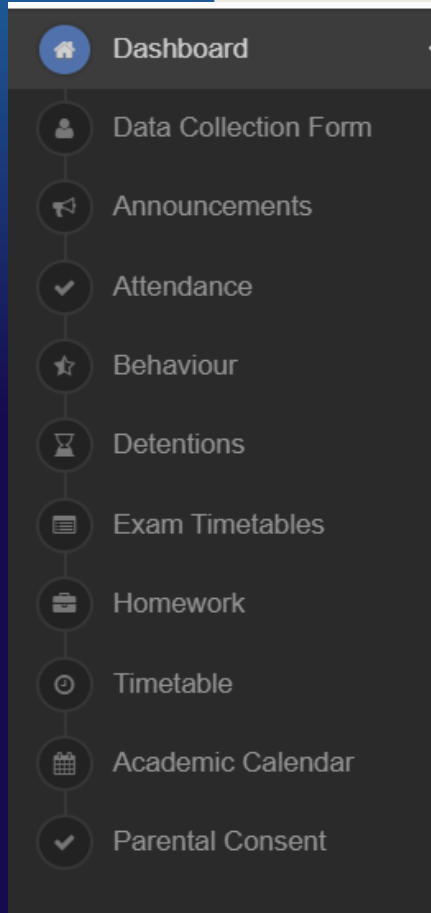 Dashboard
Data Collection Form
Announcements
Attendance
Behaviour
Detentions
Exam Timetables
Homework
Timetable
Academic Calendar
Parental Consent